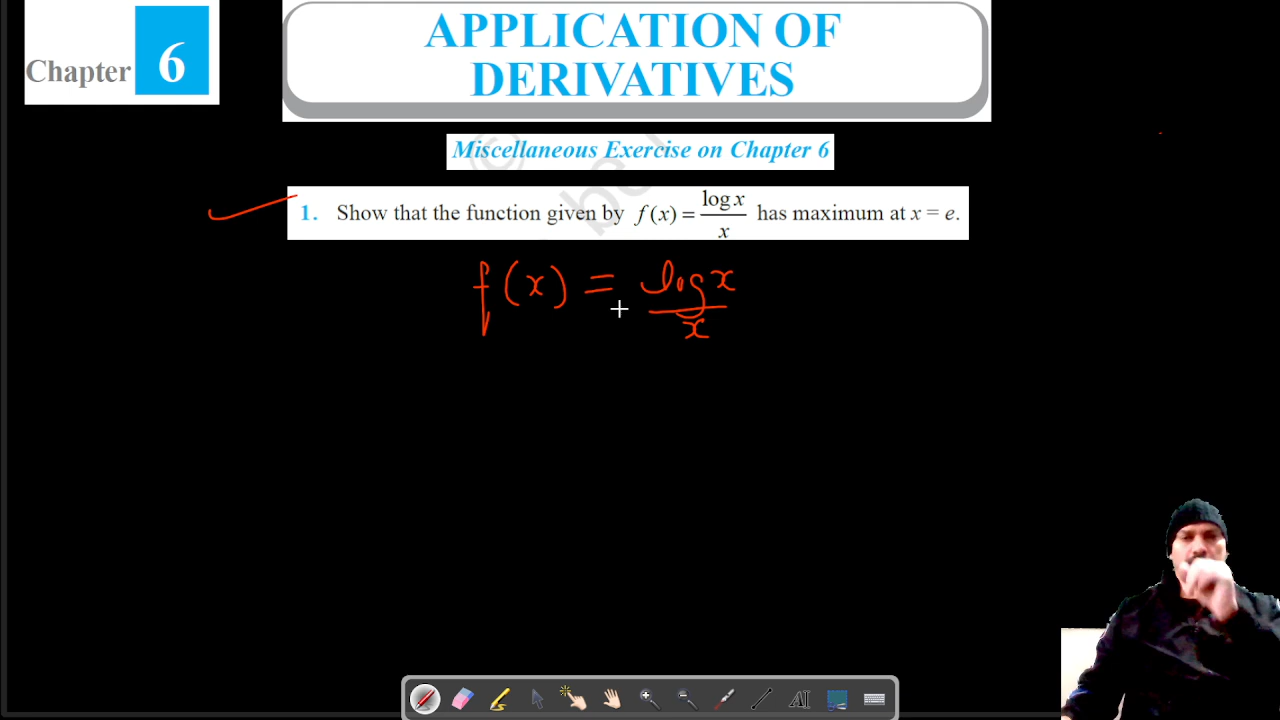 Chapter 6
APPLICATION OF
DERIVATIVES
Miscellaneous Exercise on Chapter 6
1. Show that the function given by f(x) = log x / x has maximum at x = e.
f(x) = log x / x